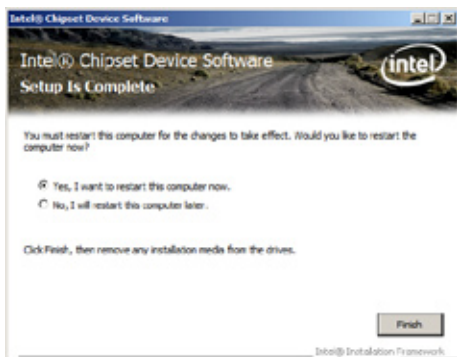 Intel® Chipset Device Software
Intel® Chipset Device Software
intel
Setup Is Complete
You must restart this computer for the changes to take effect. Would you like to restart the
computer now?
Yes, I want to restart this computer now.
No, I will restart this computer later.
Click Finish, then remove any installation media from the drives.
Finish
Intel® Installation Framework